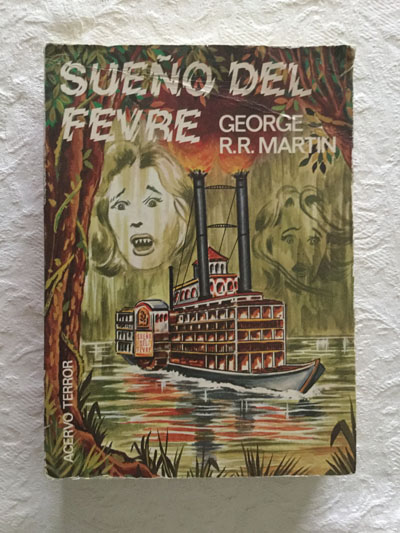 SUEÑO DEL
FEVRE
GEORGE
R.R. MARTIN
ACERVO TERROR